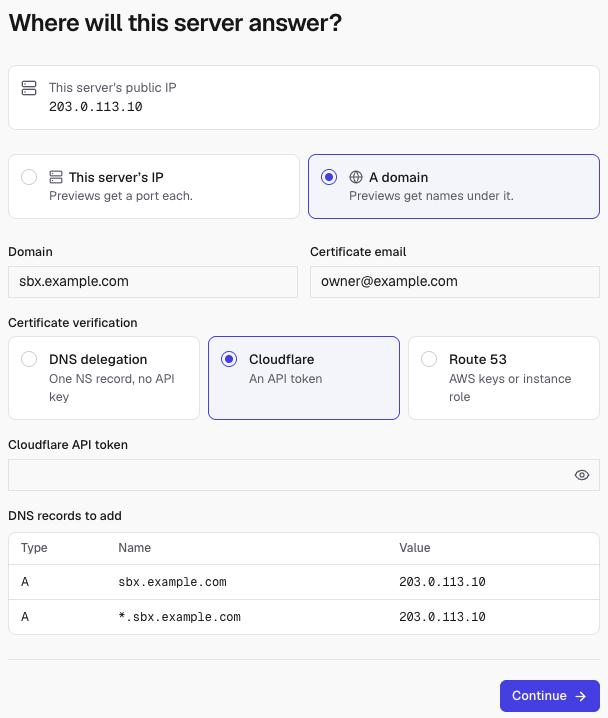 Where will this server answer?
This server's public IP
203.0.113.10
This server's IP
Previews get a port each.
A domain
Previews get names under it.
Domain
Certificate email
sbx.example.com
owner@example.com
Certificate verification
DNS delegation
One NS record, no API
key
Cloudflare
An API token
Route 53
AWS keys or instance
role
Cloudflare API token
DNS records to add
Type Name Value
A sbx.example.com 203.0.113.10
A *.sbx.example.com 203.0.113.10
Continue →